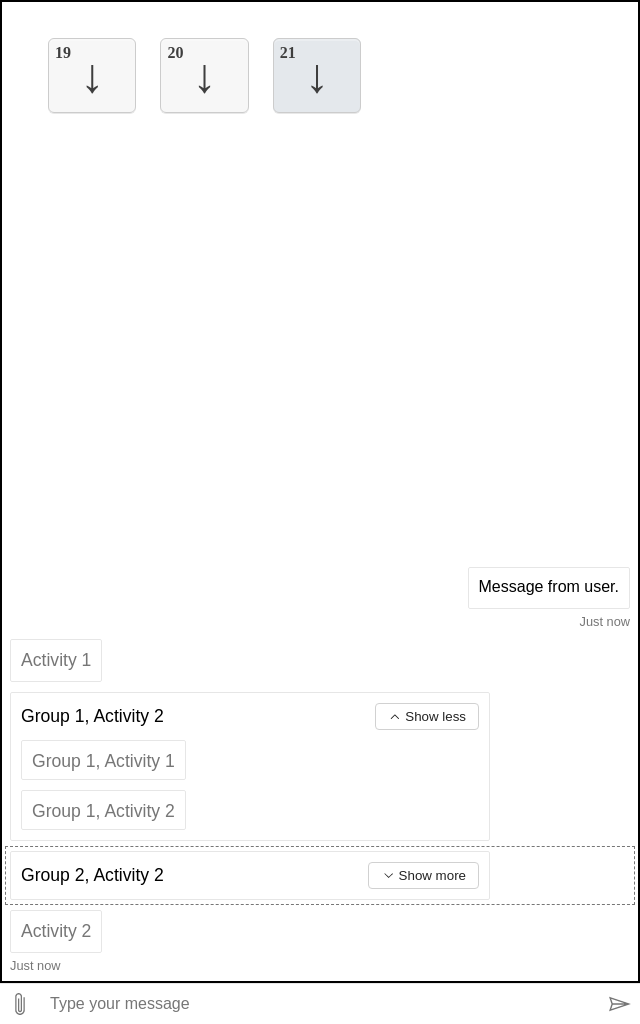 19
20
21
↓
↓
↓
Message from user.
Just now
Activity 1
Group 1, Activity 2
Show less
Group 1, Activity 1
Group 1, Activity 2
Group 2, Activity 2
Show more
Activity 2
Just now
Type your message